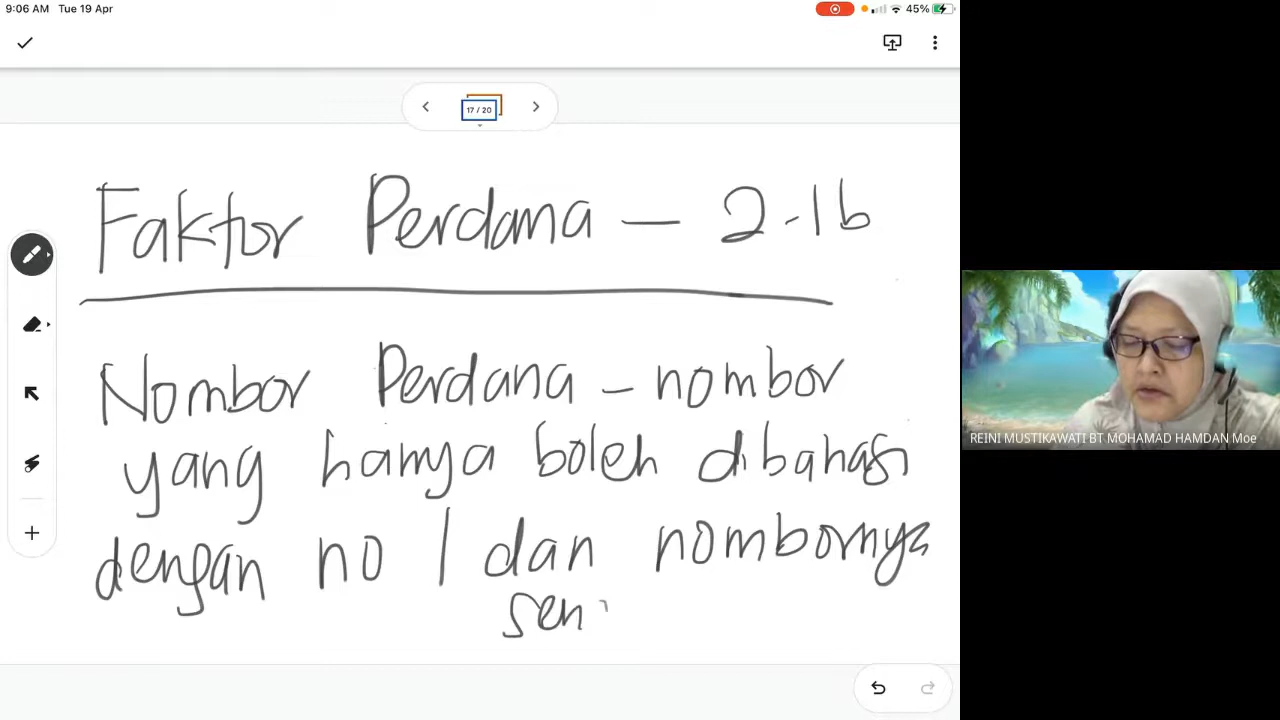 9:06 AM Tue 19 Apr
45%
17 / 20
Faktor Perdana - 2.1b
Nombor Perdana - nombor
yang hanya boleh dibahagi
dengan no 1 dan nombornya
sen
REINI MUSTIKAWATI BT MOHAMAD HAMDAN Moe